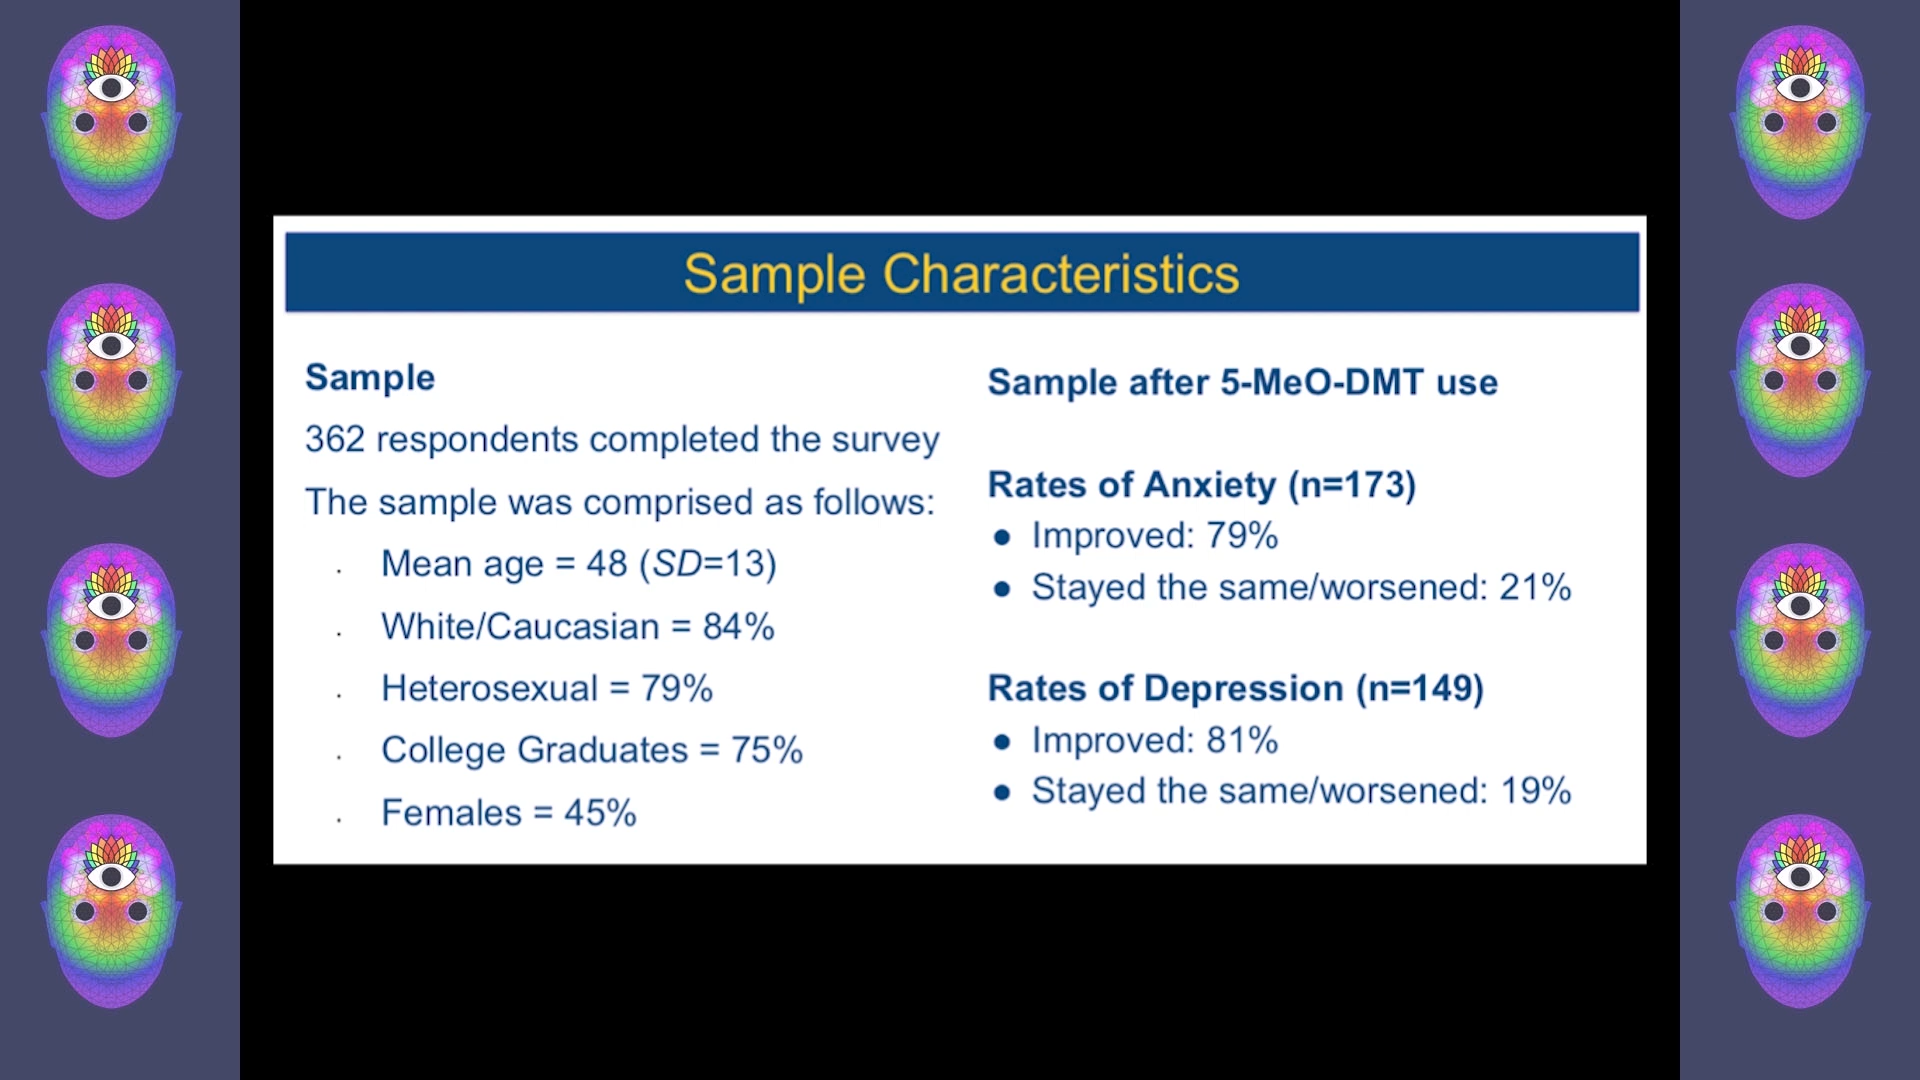 Sample Characteristics
Sample
362 respondents completed the survey
The sample was comprised as follows:
. Mean age = 48 (SD=13)
. White/Caucasian = 84%
. Heterosexual = 79%
. College Graduates = 75%
. Females = 45%
Sample after 5-MeO-DMT use
Rates of Anxiety (n=173)
● Improved: 79%
● Stayed the same/worsened: 21%
Rates of Depression (n=149)
● Improved: 81%
● Stayed the same/worsened: 19%